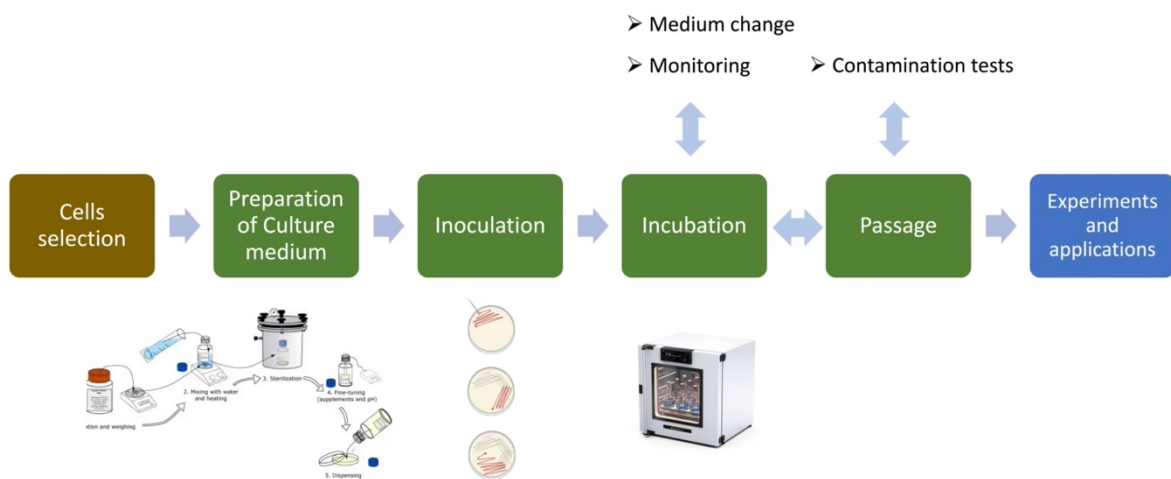 ➢ Medium change
➢ Monitoring
➢ Contamination tests
Cells
selection
Preparation
of Culture
medium
Inoculation
Incubation
Passage
Experiments
and
applications
ition and weighing
2. Mixing with water
and heating
3. Sterilization
4. Fine-tuning
(supplements and pH)
5. Dispensing